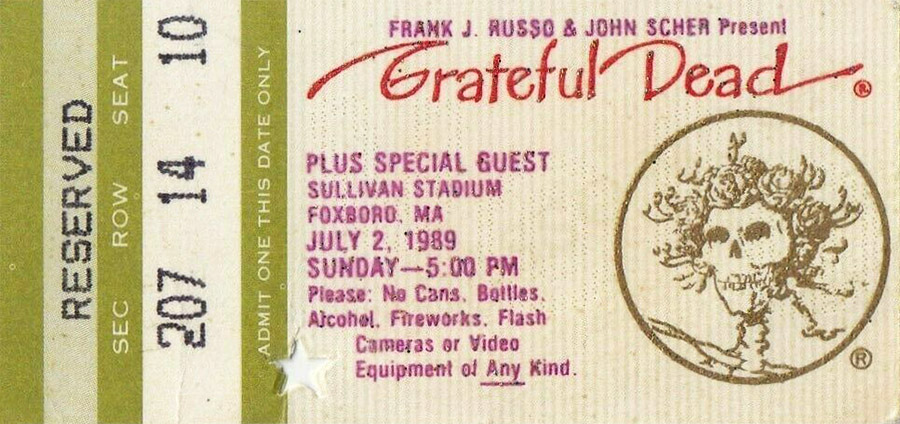 RESERVED
SEC ROW SEAT
207 14 10
ADMIT ONE THIS DATE ONLY
FRANK J. RUSSO & JOHN SCHER Present
Grateful Dead ®
PLUS SPECIAL GUEST
SULLIVAN STADIUM
FOXBORO, MA
JULY 2, 1989
SUNDAY—5:00 PM
Please: No Cans, Bottles,
Alcohol, Fireworks, Flash
Cameras or Video
Equipment of Any Kind.
®